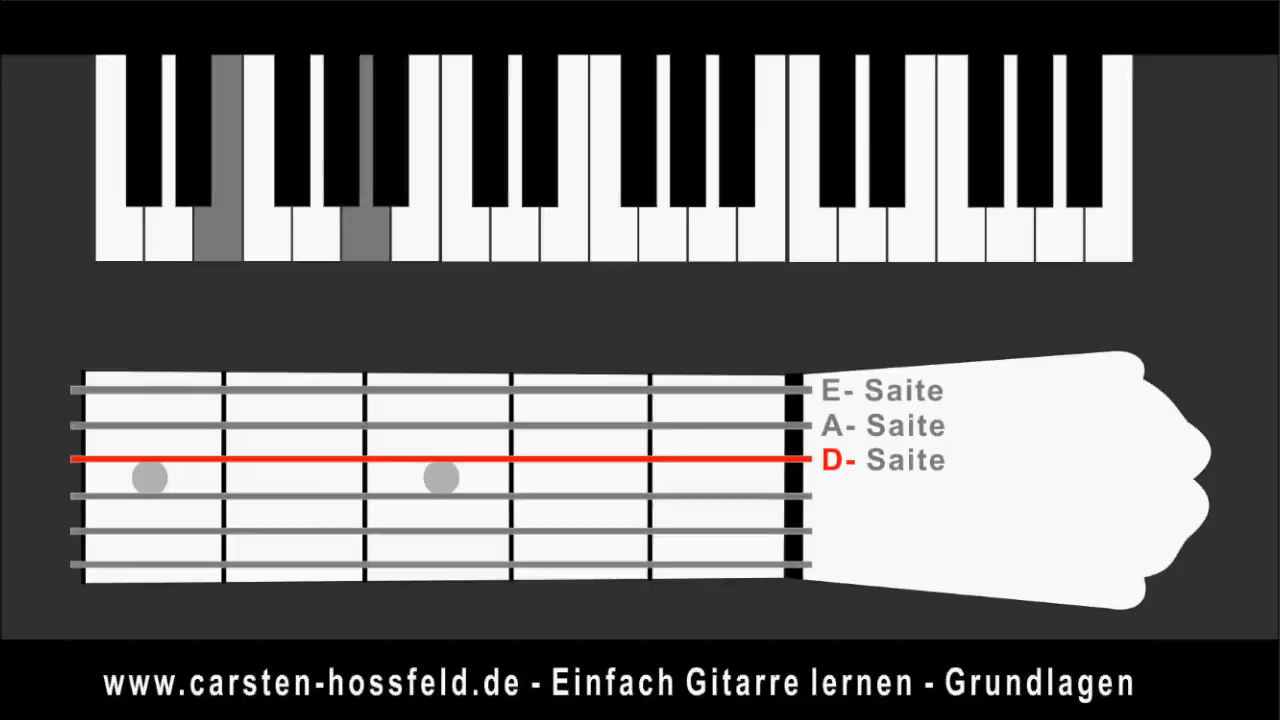 E- Saite
A- Saite
D- Saite
www.carsten-hossfeld.de - Einfach Gitarre lernen - Grundlagen